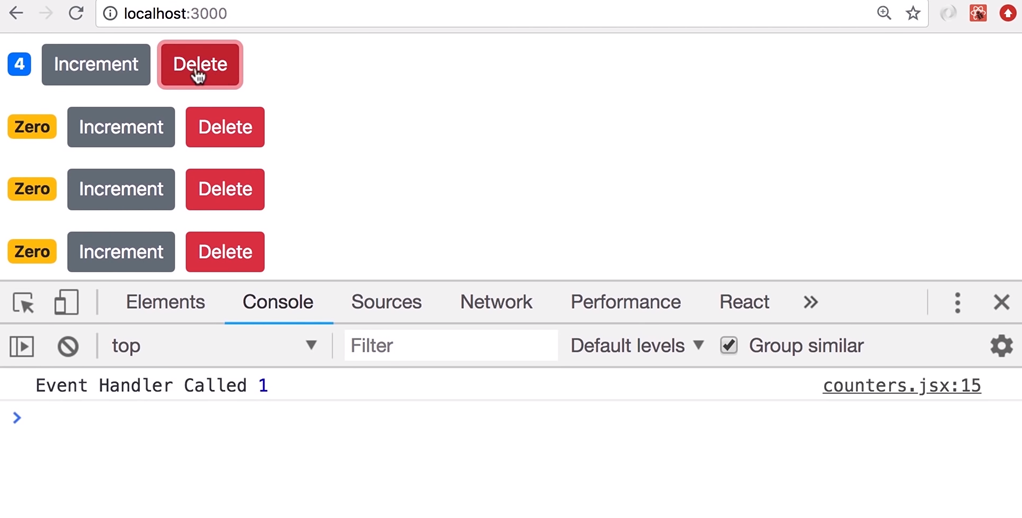 localhost:3000
4 Increment Delete
Zero Increment Delete
Zero Increment Delete
Zero Increment Delete
Elements Console Sources Network Performance React »
top Filter Default levels Group similar
Event Handler Called 1 counters.jsx:15